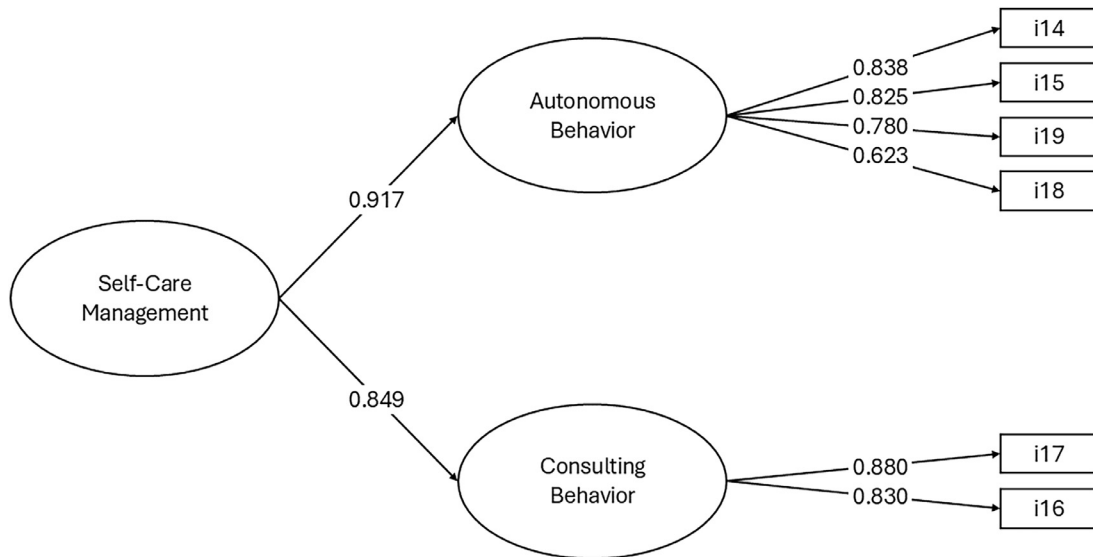 i14
0.838
Autonomous
Behavior
i15
0.825
0.780
i19
0.623
i18
0.917
Self-Care
Management
0.849
Consulting
Behavior
i17
0.880
0.830
i16